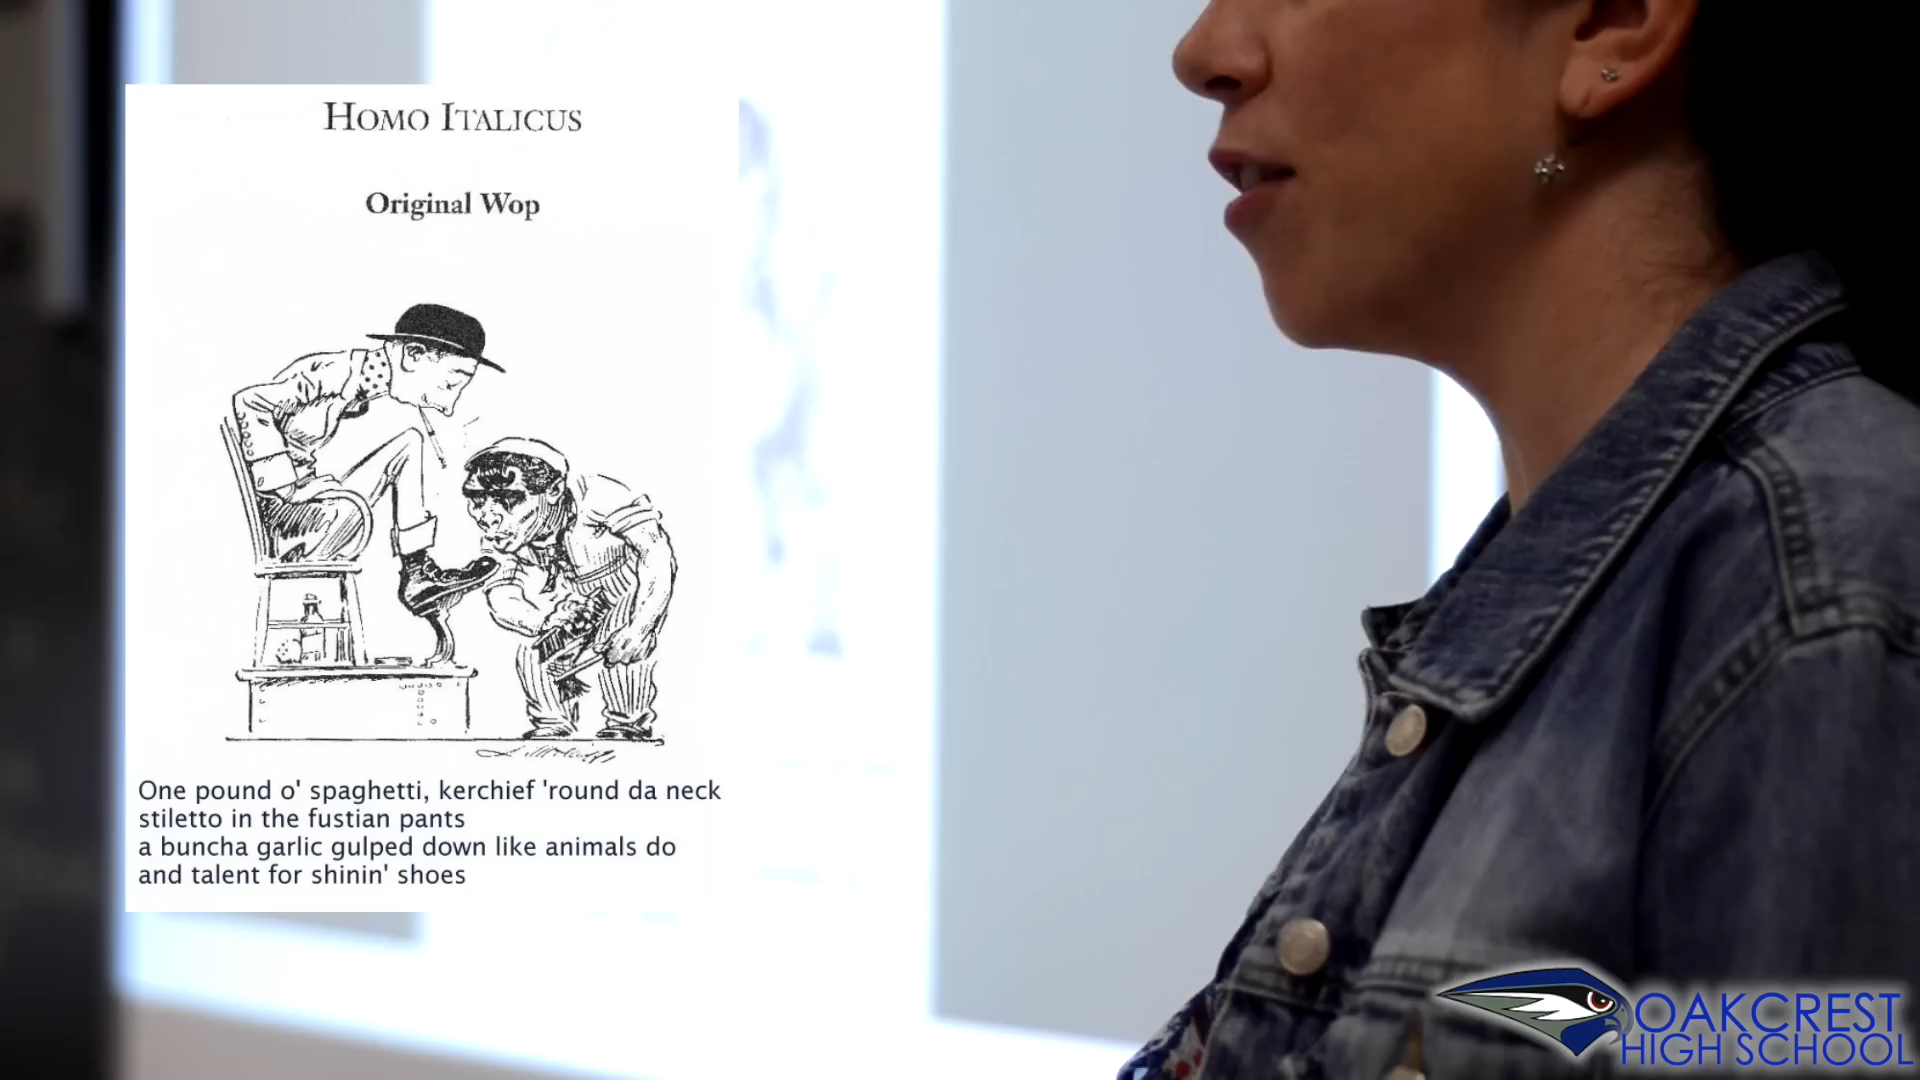 HOMO ITALICUS
Original Wop
One pound o' spaghetti, kerchief 'round da neck
stiletto in the fustian pants
a buncha garlic gulped down like animals do
and talent for shinin' shoes
OAKCREST
HIGH SCHOOL